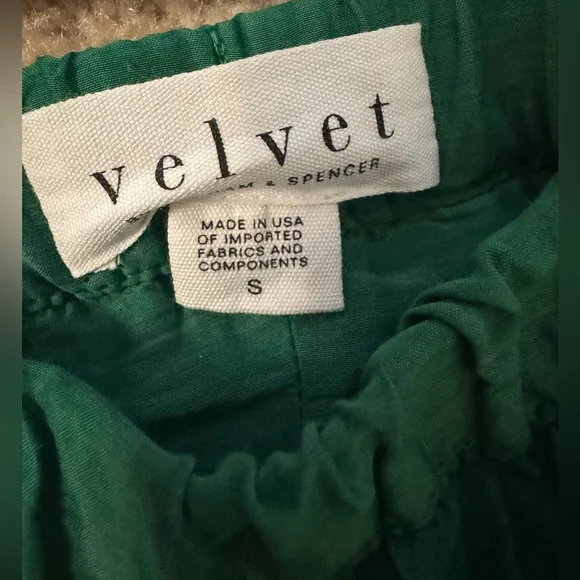 velvet
& SPENCER
MADE IN USA
OF IMPORTED
FABRICS AND
COMPONENTS
S